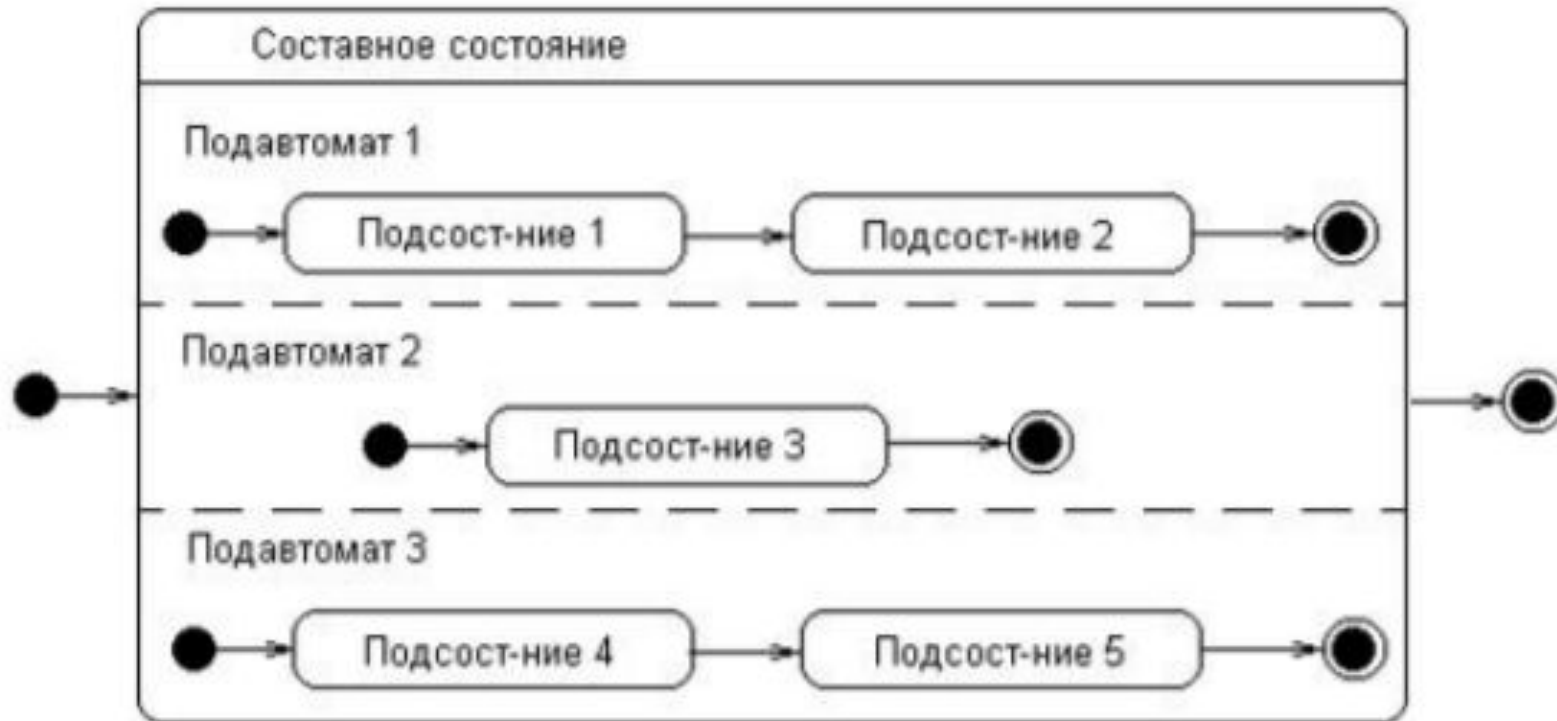 Составное состояние
Подавтомат 1
Подсост-ние 1
Подсост-ние 2
Подавтомат 2
Подсост-ние 3
Подавтомат 3
Подсост-ние 4
Подсост-ние 5